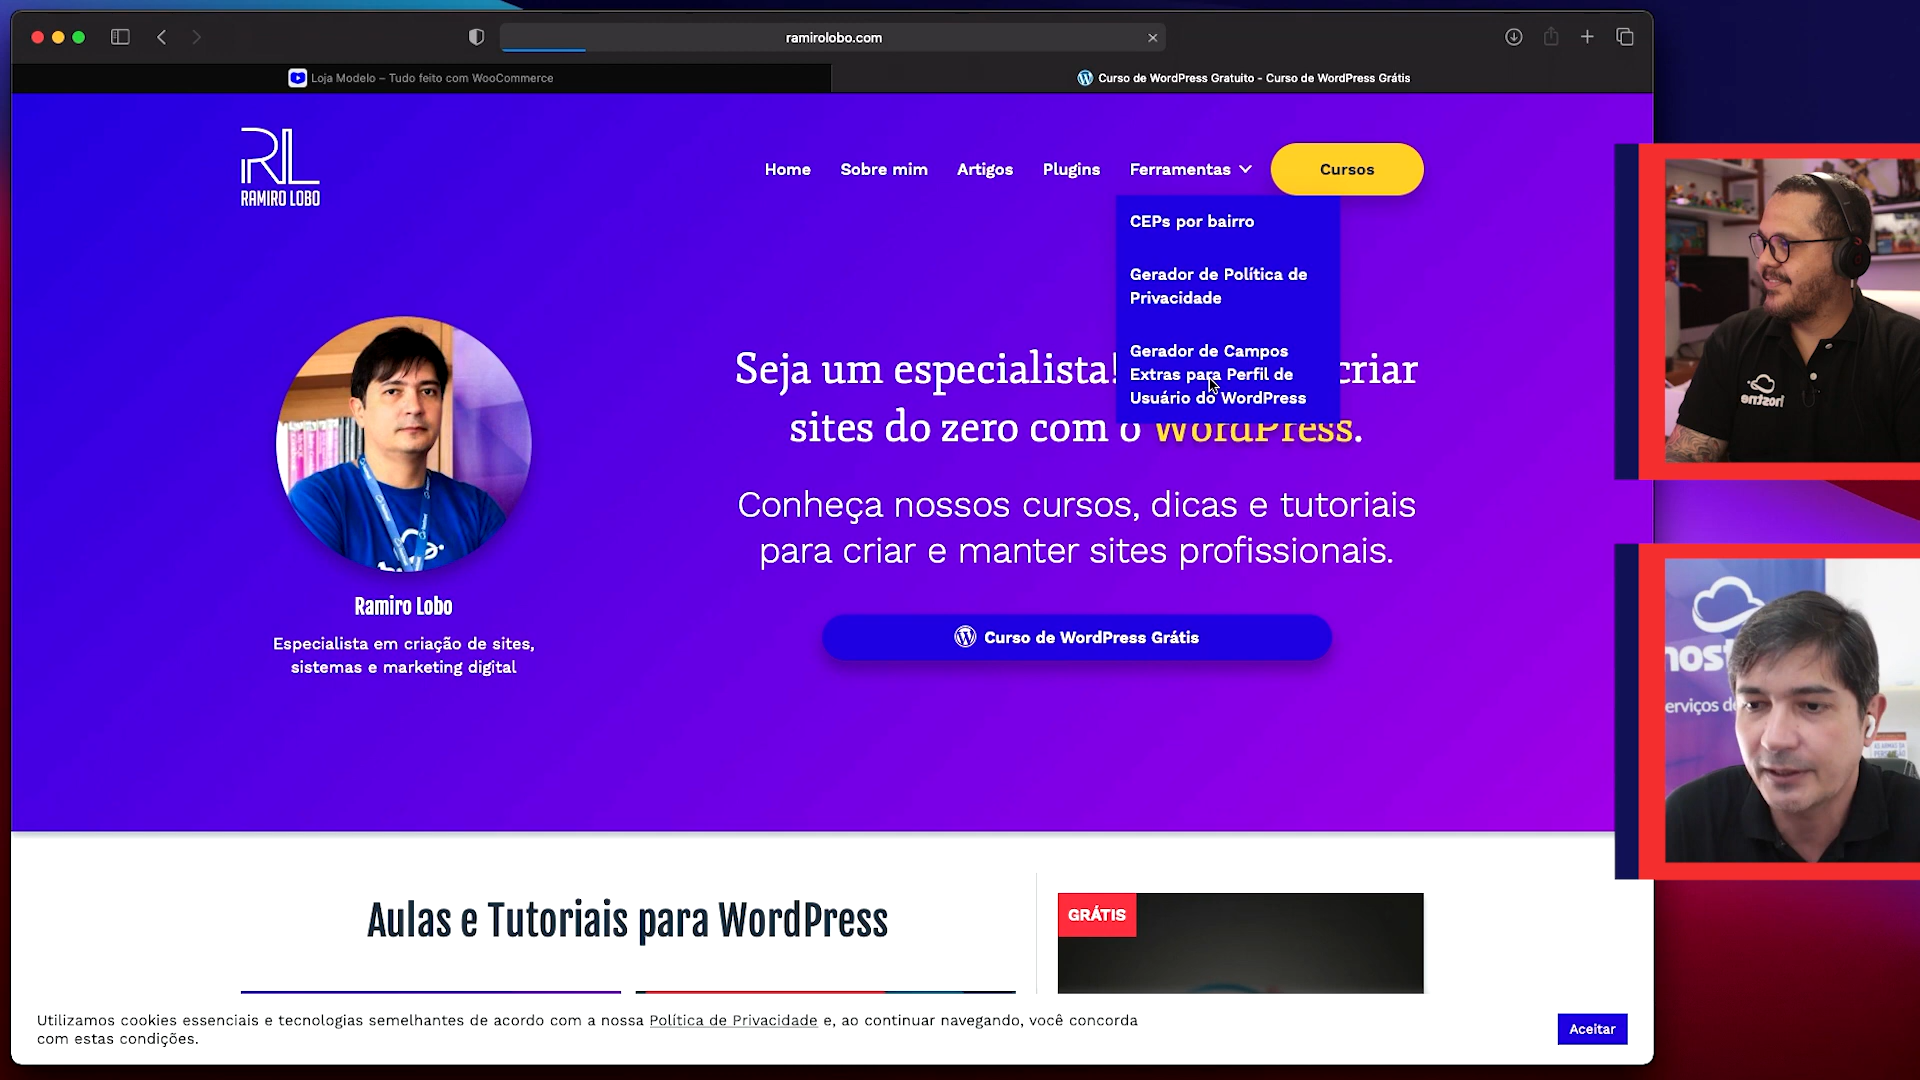 ramirolobo.com
Loja Modelo – Tudo feito com WooCommerce
Curso de WordPress Gratuito - Curso de WordPress Grátis
RL
RAMIRO LOBO
Home
Sobre mim
Artigos
Plugins
Ferramentas
Cursos
CEPs por bairro
Gerador de Política de
Privacidade
Gerador de Campos
Extras para Perfil de
Usuário do WordPress
Seja um especialista!
criar
sites do zero com o WordPress.
Conheça nossos cursos, dicas e tutoriais
para criar e manter sites profissionais.
Curso de WordPress Grátis
Ramiro Lobo
Especialista em criação de sites,
sistemas e marketing digital
Aulas e Tutoriais para WordPress
GRÁTIS
Utilizamos cookies essenciais e tecnologias semelhantes de acordo com a nossa Política de Privacidade e, ao continuar navegando, você concorda
com estas condições.
Aceitar